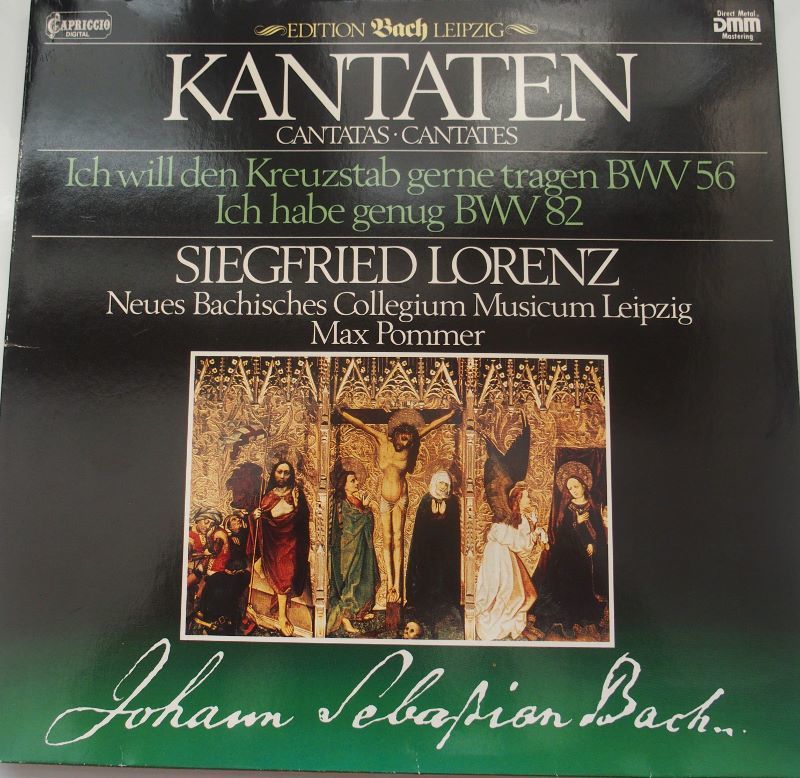 CAPRICCIO
DIGITAL
EDITION Bach LEIPZIG
Direct Metal
DMM
Mastering
KANTATEN
CANTATAS · CANTATES
Ich will den Kreuzstab gerne tragen BWV 56
Ich habe genug BWV 82
SIEGFRIED LORENZ
Neues Bachisches Collegium Musicum Leipzig
Max Pommer
Johann Sebaſtian Bach..